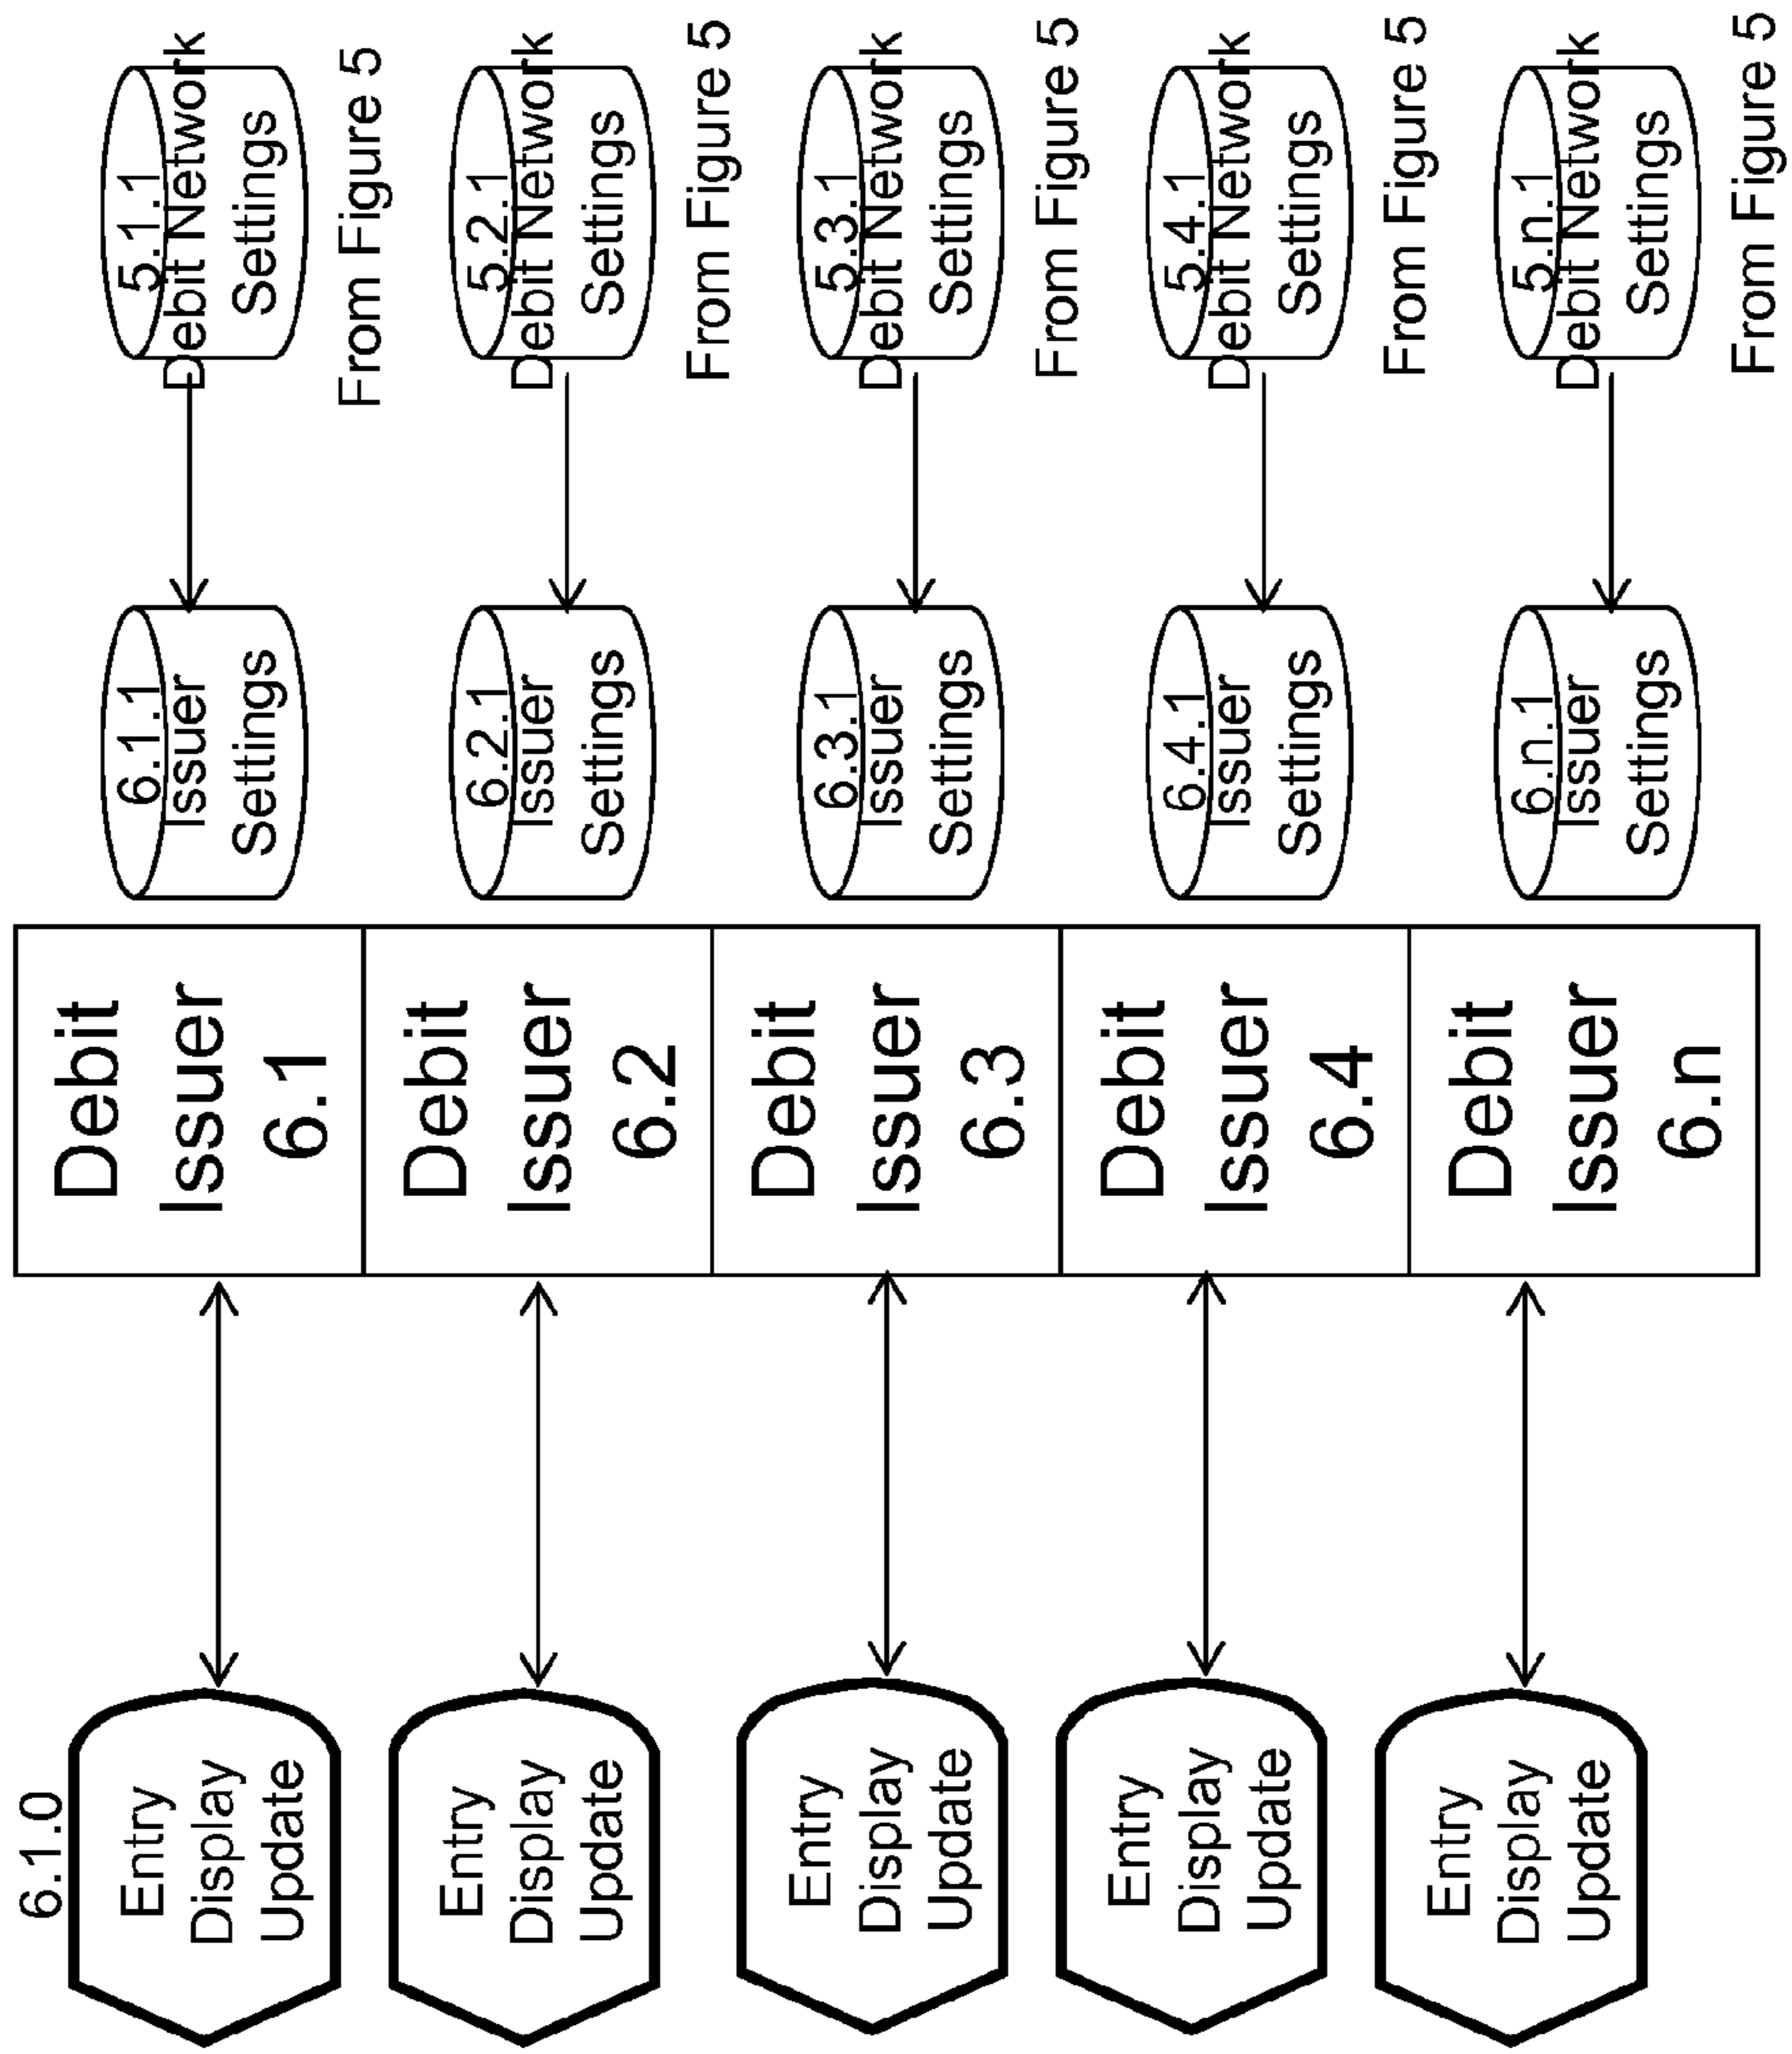 6.1.0
Entry
Display
Update
Debit
Issuer
6.1
6.1.1
Issuer
Settings
5.1.1
Debit Network
Settings
From Figure 5
Entry
Display
Update
Debit
Issuer
6.2
6.2.1
Issuer
Settings
5.2.1
Debit Network
Settings
From Figure 5
Entry
Display
Update
Debit
Issuer
6.3
6.3.1
Issuer
Settings
5.3.1
Debit Network
Settings
From Figure 5
Entry
Display
Update
Debit
Issuer
6.4
6.4.1
Issuer
Settings
5.4.1
Debit Network
Settings
From Figure 5
Entry
Display
Update
Debit
Issuer
6.n
6.n.1
Issuer
Settings
5.n.1
Debit Network
Settings
From Figure 5